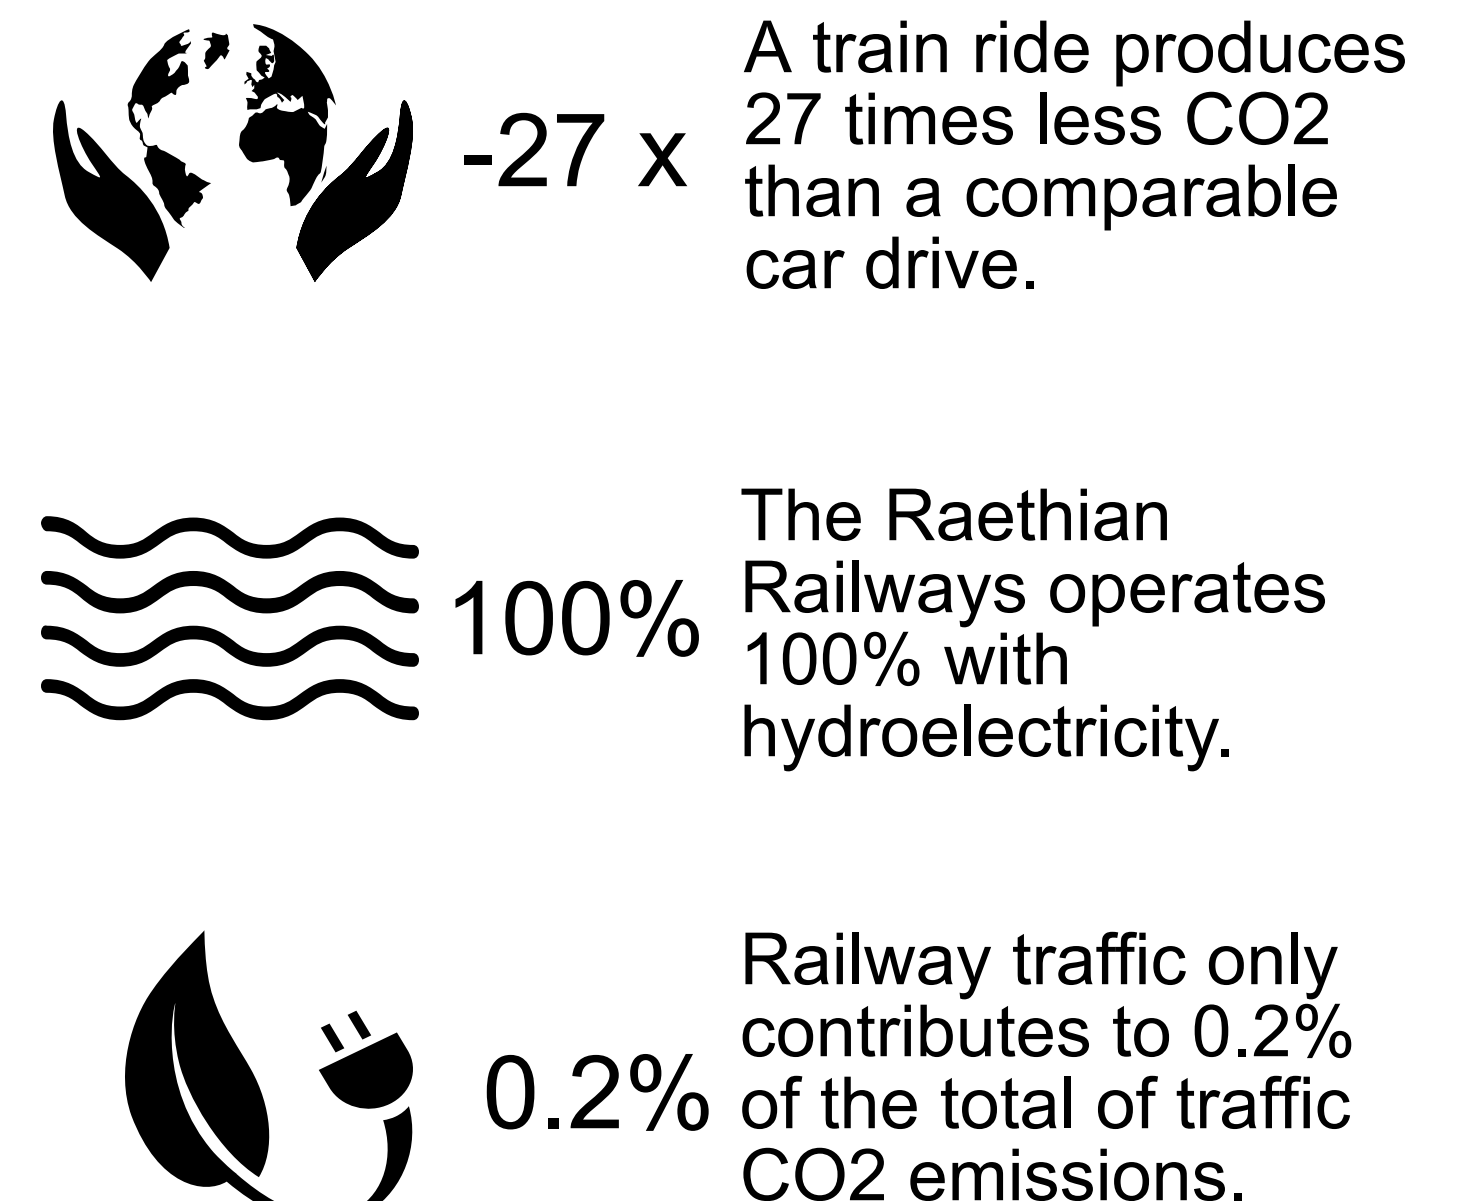 -27 x
A train ride produces
27 times less CO2
than a comparable
car drive.
100%
The Raethian
Railways operates
100% with
hydroelectricity.
0.2%
Railway traffic only
contributes to 0.2%
of the total of traffic
CO2 emissions.